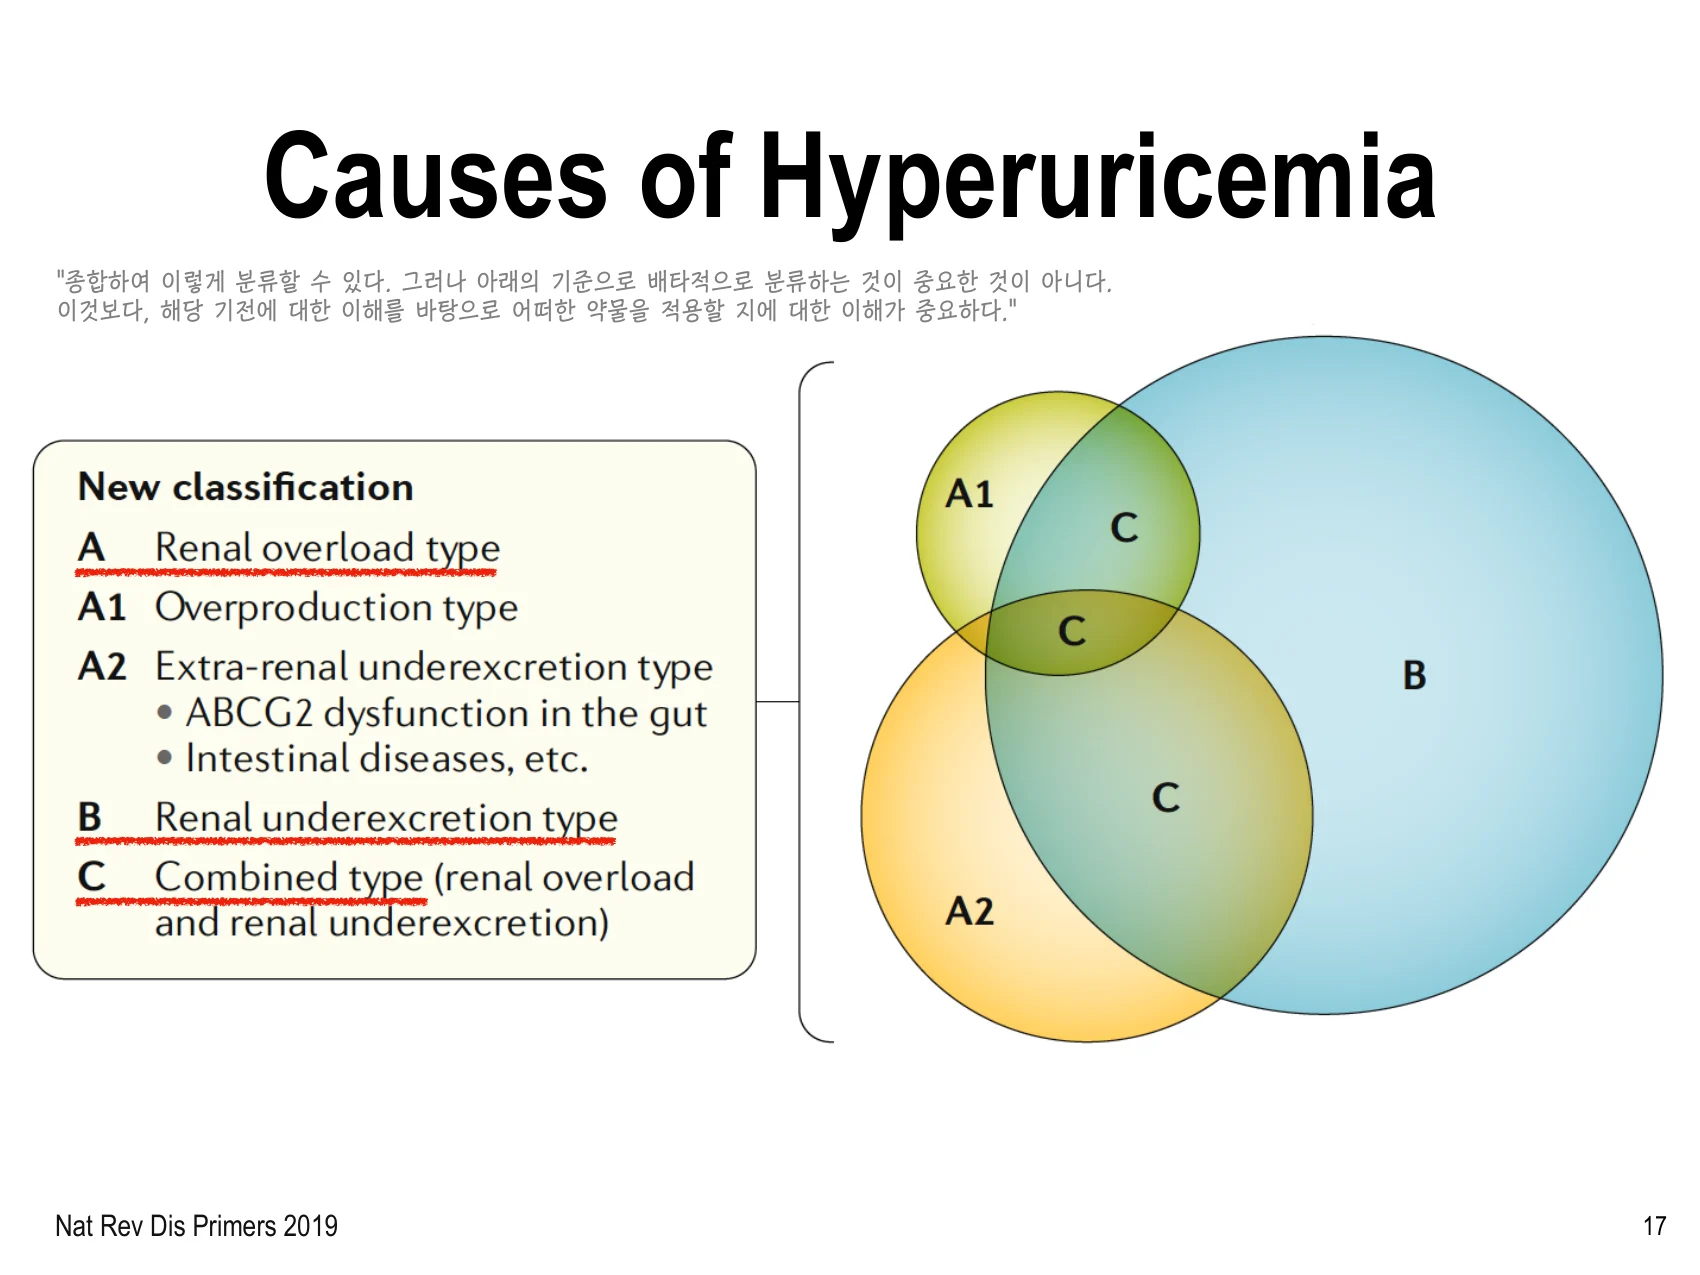 Causes of Hyperuricemia
"종합하여 이렇게 분류할 수 있다. 그러나 아래의 기준으로 배타적으로 분류하는 것이 중요한 것이 아니다.
이것보다, 해당 기전에 대한 이해를 바탕으로 어떠한 약물을 적용할 지에 대한 이해가 중요하다."
New classification
A Renal overload type
A1 Overproduction type
A2 Extra-renal underexcretion type
• ABCG2 dysfunction in the gut
• Intestinal diseases, etc.
B Renal underexcretion type
C Combined type (renal overload
and renal underexcretion)
A1
C
C
B
C
A2
Nat Rev Dis Primers 2019
17